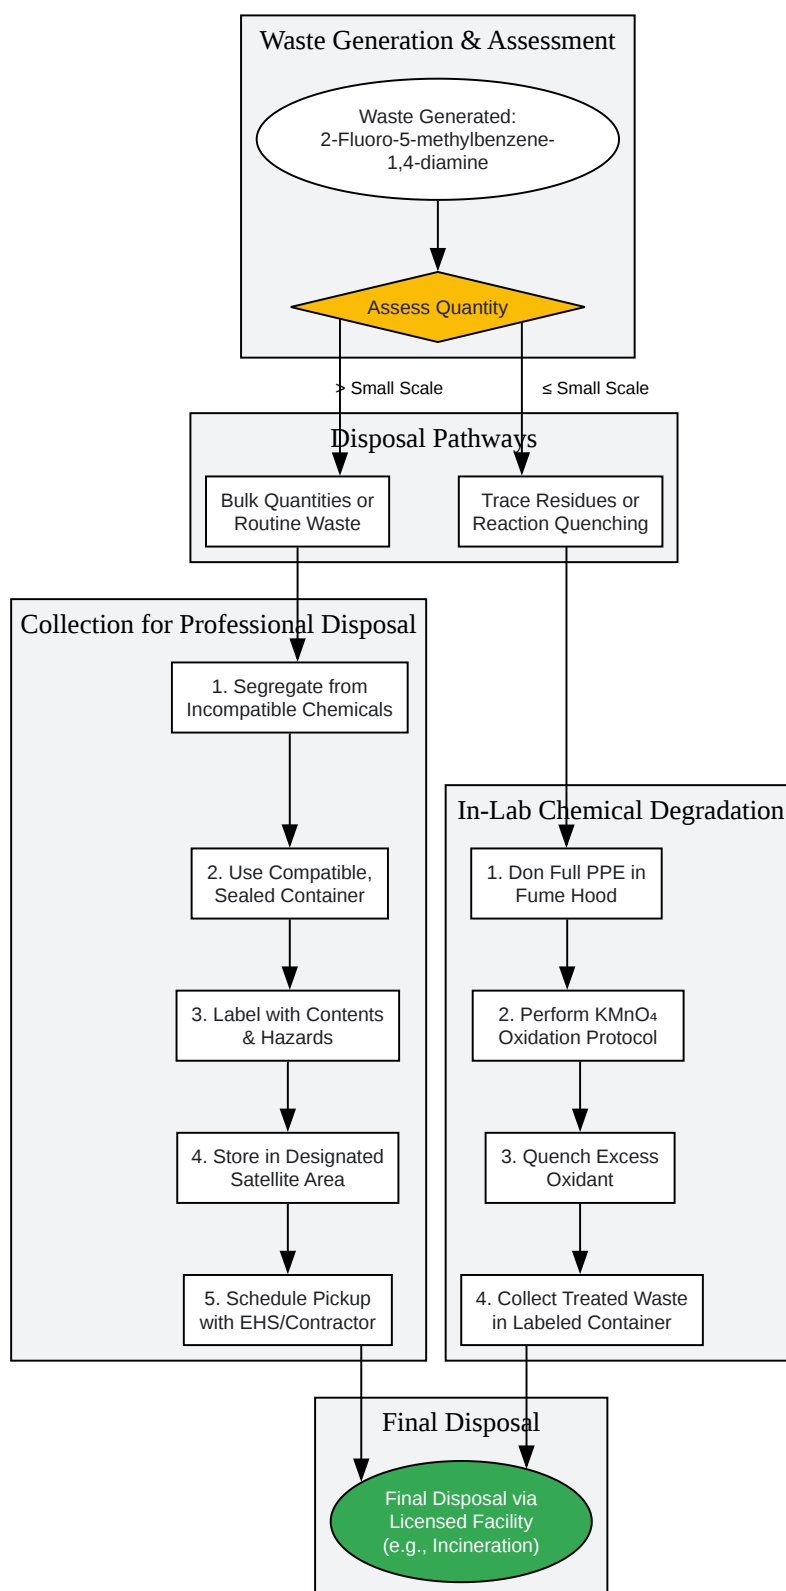 Waste Generation & Assessment
Waste Generated:
2-Fluoro-5-methylbenzene-
1,4-diamine
Assess Quantity
> Small Scale
≤ Small Scale
Disposal Pathways
Bulk Quantities or
Routine Waste
Trace Residues or
Reaction Quenching
Collection for Professional Disposal
1. Segregate from
Incompatible Chemicals
2. Use Compatible,
Sealed Container
3. Label with Contents
& Hazards
4. Store in Designated
Satellite Area
5. Schedule Pickup
with EHS/Contractor
In-Lab Chemical Degradation
1. Don Full PPE in
Fume Hood
2. Perform KMnO₄
Oxidation Protocol
3. Quench Excess
Oxidant
4. Collect Treated Waste
in Labeled Container
Final Disposal
Final Disposal via
Licensed Facility
(e.g., Incineration)